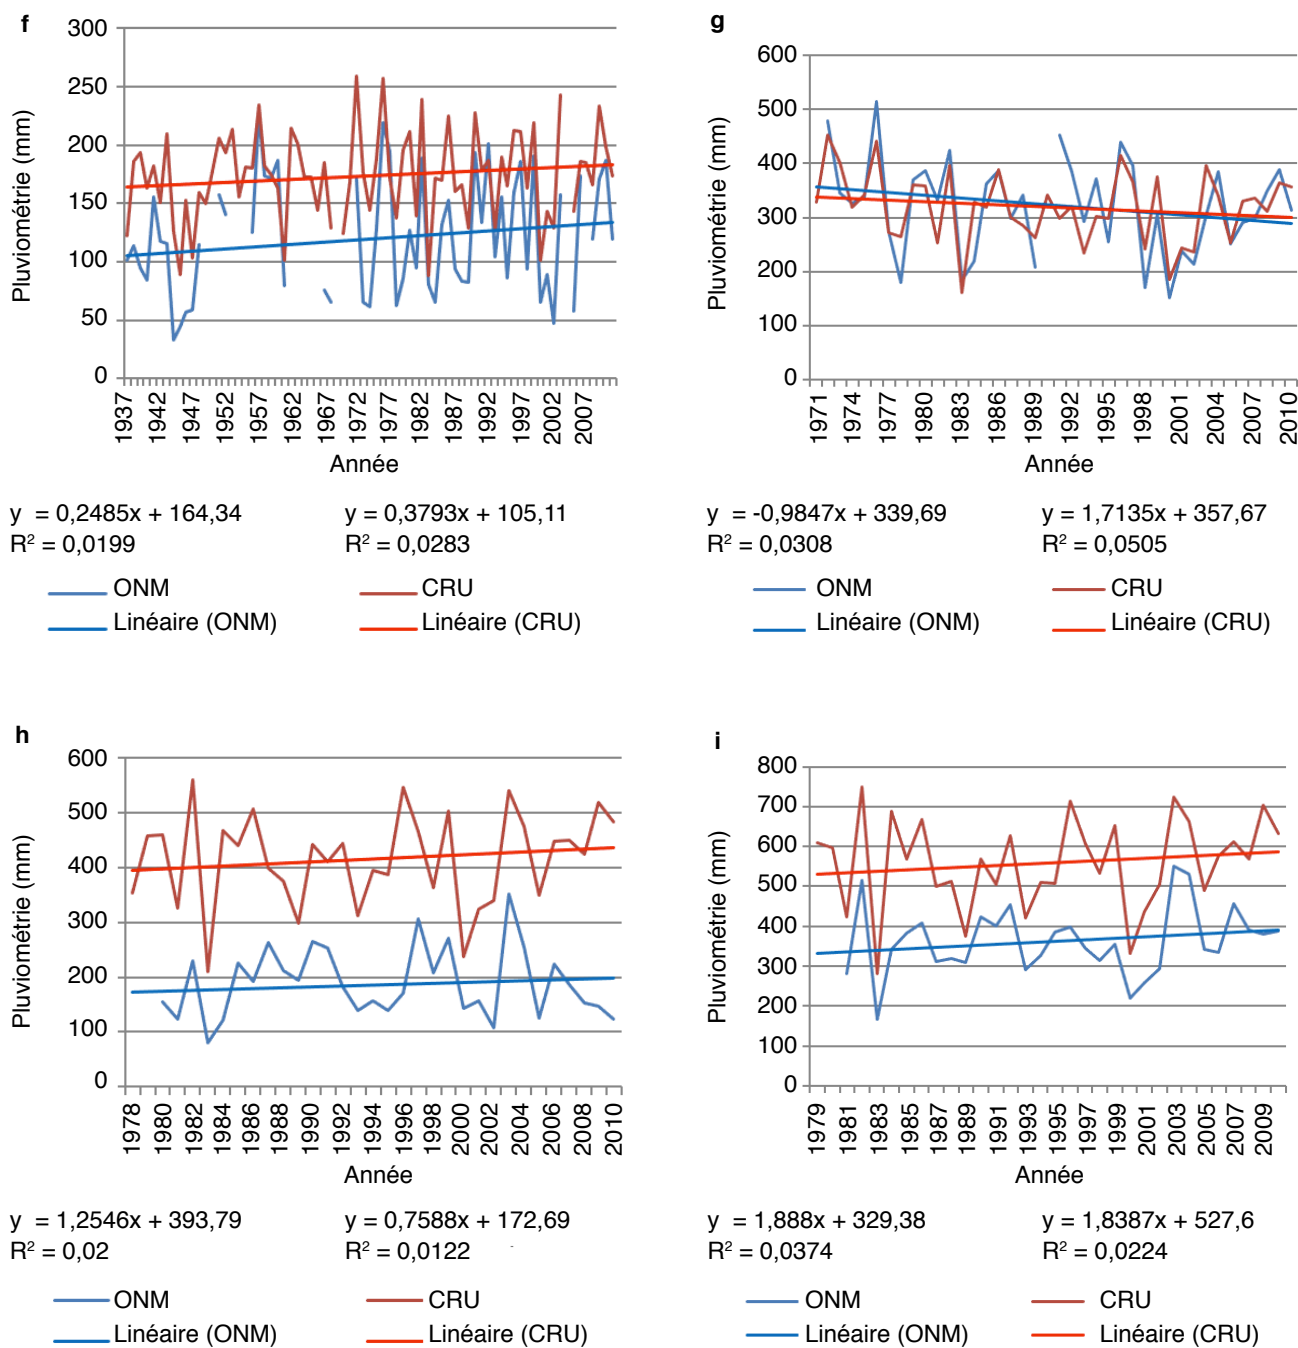 f
300
250
200
150
100
50
0
Pluviométrie (mm)
1937 1942 1947 1952 1957 1962 1967 1972 1977 1982 1987 1992 1997 2002 2007
Année
y = 0,2485x + 164,34 y = 0,3793x + 105,11
R² = 0,0199 R² = 0,0283
ONM CRU
Linéaire (ONM) Linéaire (CRU)
g
600
500
400
300
200
100
0
Pluviométrie (mm)
1971 1974 1977 1980 1983 1986 1989 1992 1995 1998 2001 2004 2007 2010
Année
y = -0,9847x + 339,69 y = 1,7135x + 357,67
R² = 0,0308 R² = 0,0505
ONM CRU
Linéaire (ONM) Linéaire (CRU)
h
600
500
400
300
200
100
0
Pluviométrie (mm)
1978 1980 1982 1984 1986 1988 1990 1992 1994 1996 1998 2000 2002 2004 2006 2008 2010
Année
y = 1,2546x + 393,79 y = 0,7588x + 172,69
R² = 0,02 R² = 0,0122
ONM CRU
Linéaire (ONM) Linéaire (CRU)
i
800
700
600
500
400
300
200
100
0
Pluviométrie (mm)
1979 1981 1983 1985 1987 1989 1991 1993 1995 1997 1999 2001 2003 2005 2007 2009
Année
y = 1,888x + 329,38 y = 1,8387x + 527,6
R² = 0,0374 R² = 0,0224
ONM CRU
Linéaire (ONM) Linéaire (CRU)